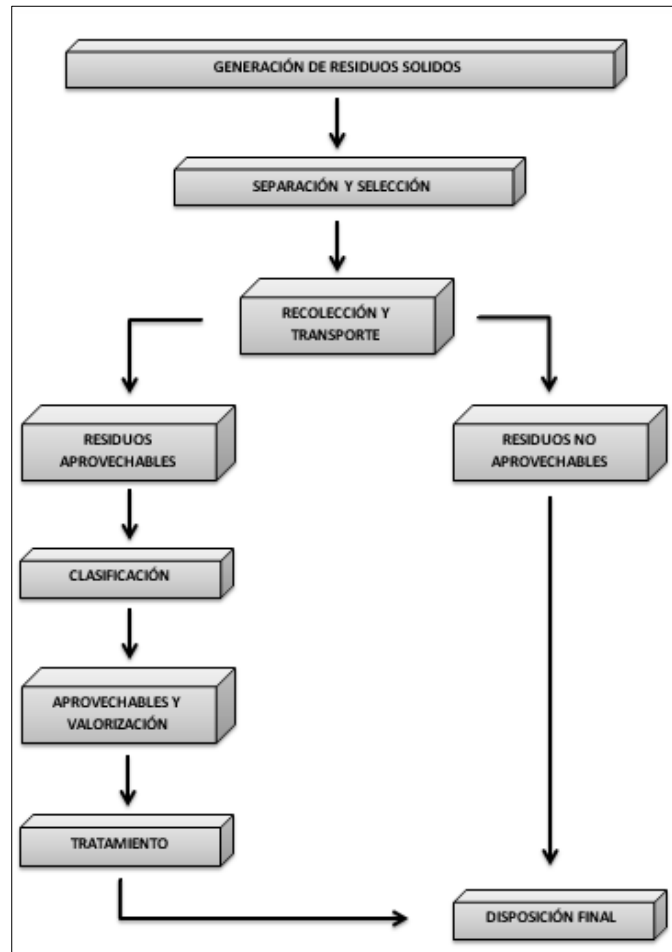 GENERACIÓN DE RESIDUOS SOLIDOS
SEPARACIÓN Y SELECCIÓN
RECOLECCIÓN Y
TRANSPORTE
RESIDUOS
APROVECHABLES
RESIDUOS NO
APROVECHABLES
CLASIFICACIÓN
APROVECHABLES Y
VALORIZACIÓN
TRATAMIENTO
DISPOSICIÓN FINAL